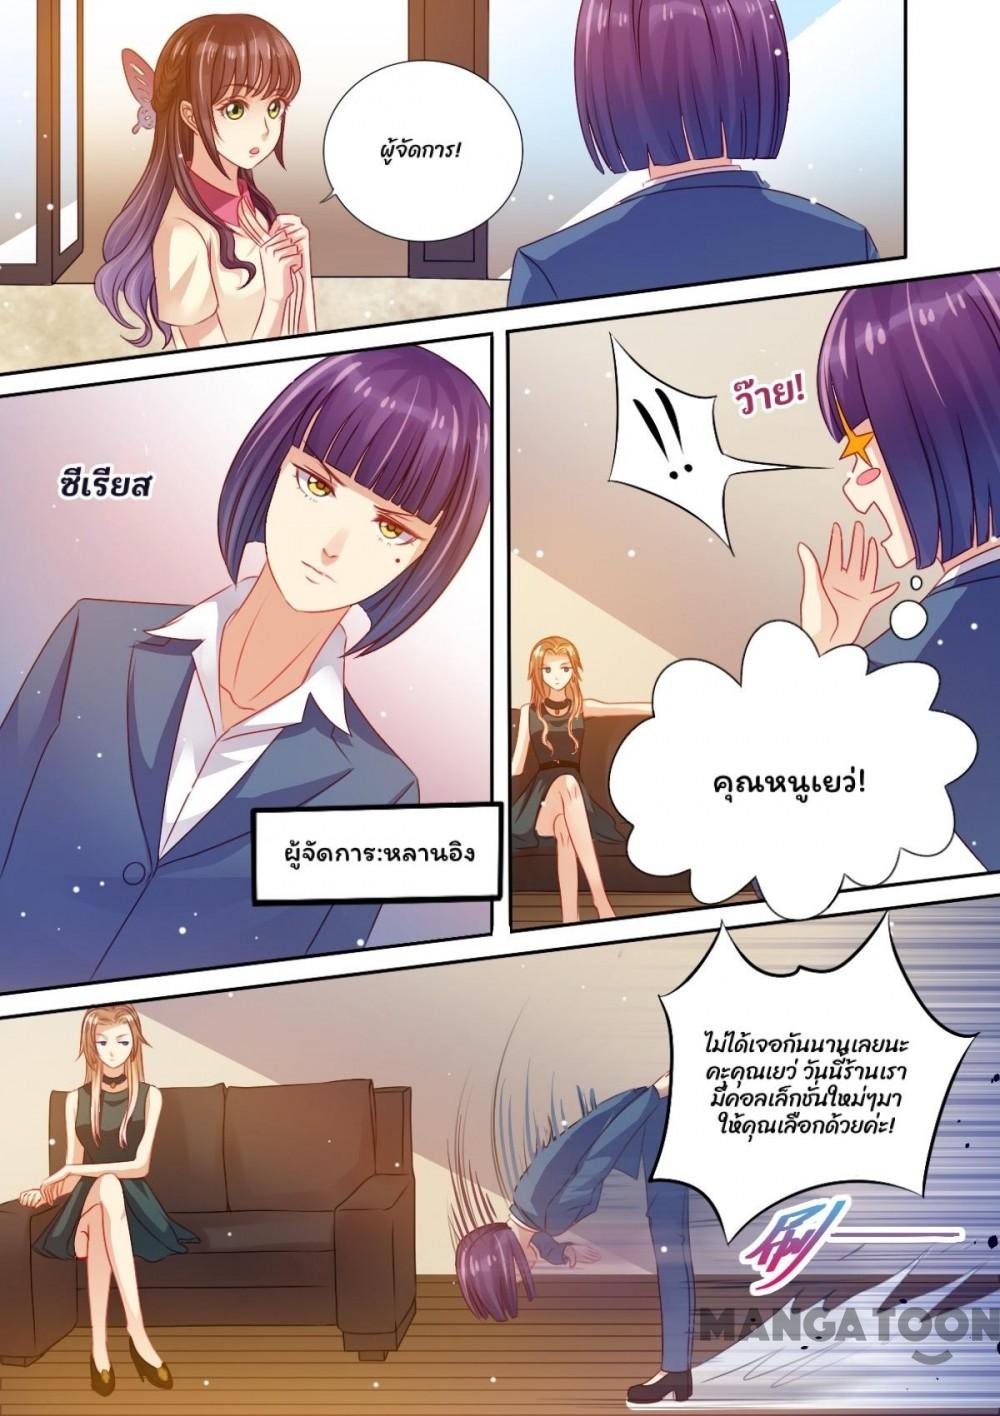 ผู้จัดการ!
ซีเรียส
ผู้จัดการ:หลานอิง
!!
ว๊าย!
คุณหนูเยว่!
ไม่ได้เจอกันนานเลยนะ
คะคุณเยว่ วันนี้ร้านเรา
มีคอลเล็กชั่นใหม่ๆมา
ให้คุณเลือกด้วยค่ะ!
MANGATOON